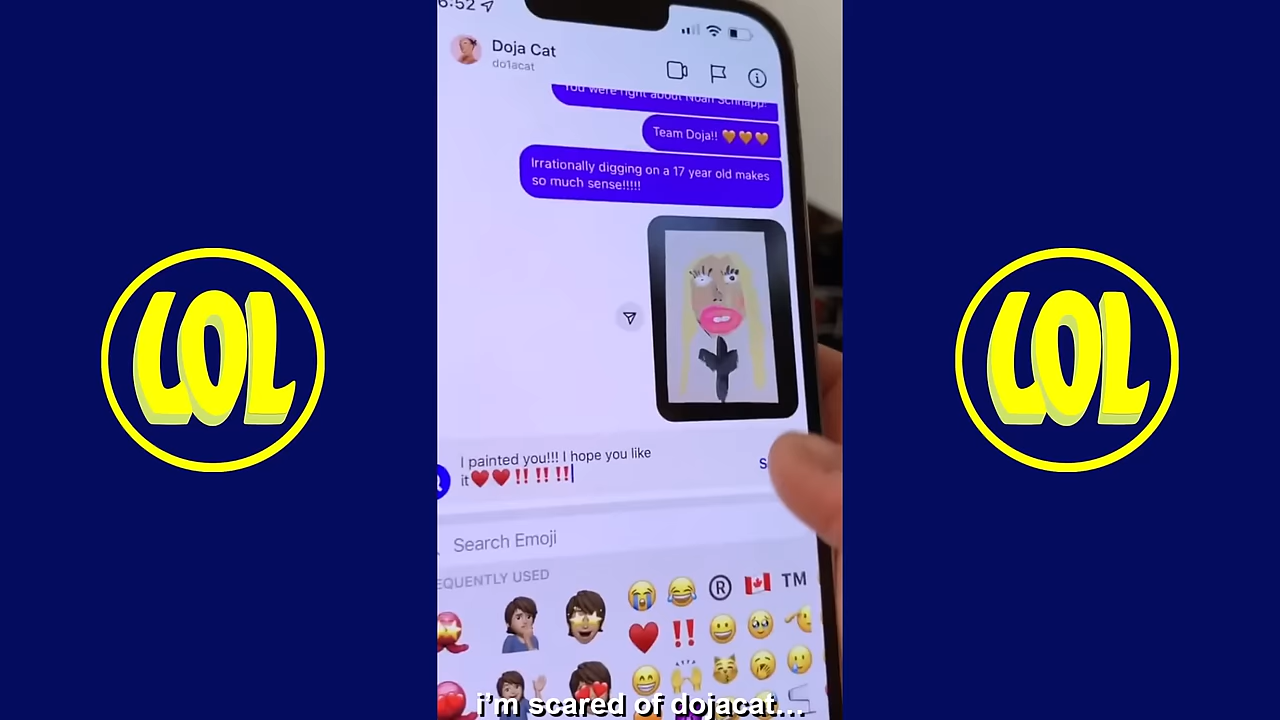 6:52
Doja Cat
do1acat
You were right about Noah Schnapp!
Team Doja!! 🧡🧡🧡
Irrationally digging on a 17 year old makes
so much sense!!!!!
I painted you!!! I hope you like
it❤️❤️‼️‼️‼️
S
Search Emoji
EQUENTLY USED
® 🇨🇦 TM
i'm scared of dojacat...
LOL
LOL